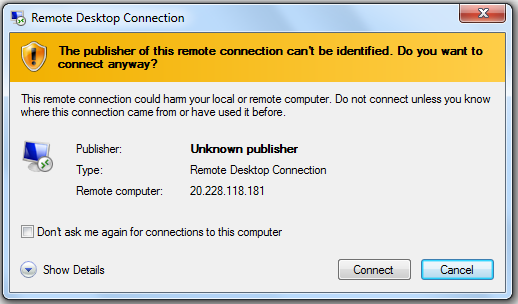 Remote Desktop Connection
The publisher of this remote connection can't be identified. Do you want to
connect anyway?
This remote connection could harm your local or remote computer. Do not connect unless you know
where this connection came from or have used it before.
Publisher: Unknown publisher
Type: Remote Desktop Connection
Remote computer: 20.228.118.181
Don't ask me again for connections to this computer
Show Details Connect Cancel